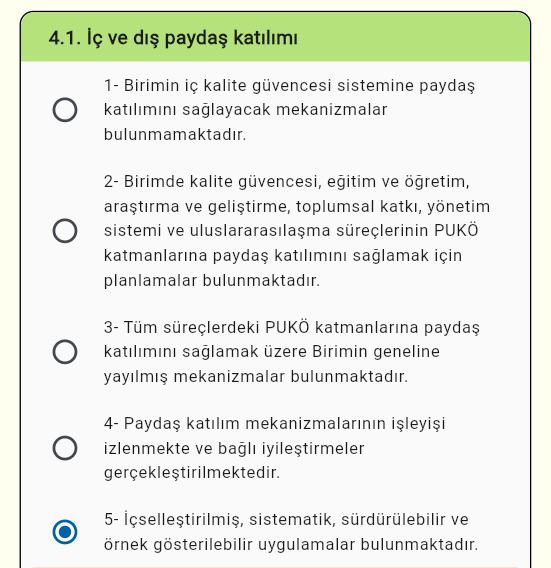 4.1. İç ve dış paydaş katılımı
1- Birimin iç kalite güvencesi sistemine paydaş
katılımını sağlayacak mekanizmalar
bulunmamaktadır.
2- Birimde kalite güvencesi, eğitim ve öğretim,
araştırma ve geliştirme, toplumsal katkı, yönetim
sistemi ve uluslararasılaşma süreçlerinin PUKÖ
katmanlarına paydaş katılımını sağlamak için
planlamalar bulunmaktadır.
3- Tüm süreçlerdeki PUKÖ katmanlarına paydaş
katılımını sağlamak üzere Birimin geneline
yayılmış mekanizmalar bulunmaktadır.
4- Paydaş katılım mekanizmalarının işleyişi
izlenmekte ve bağlı iyileştirmeler
gerçekleştirilmektedir.
5- İçselleştirilmiş, sistematik, sürdürülebilir ve
örnek gösterilebilir uygulamalar bulunmaktadır.